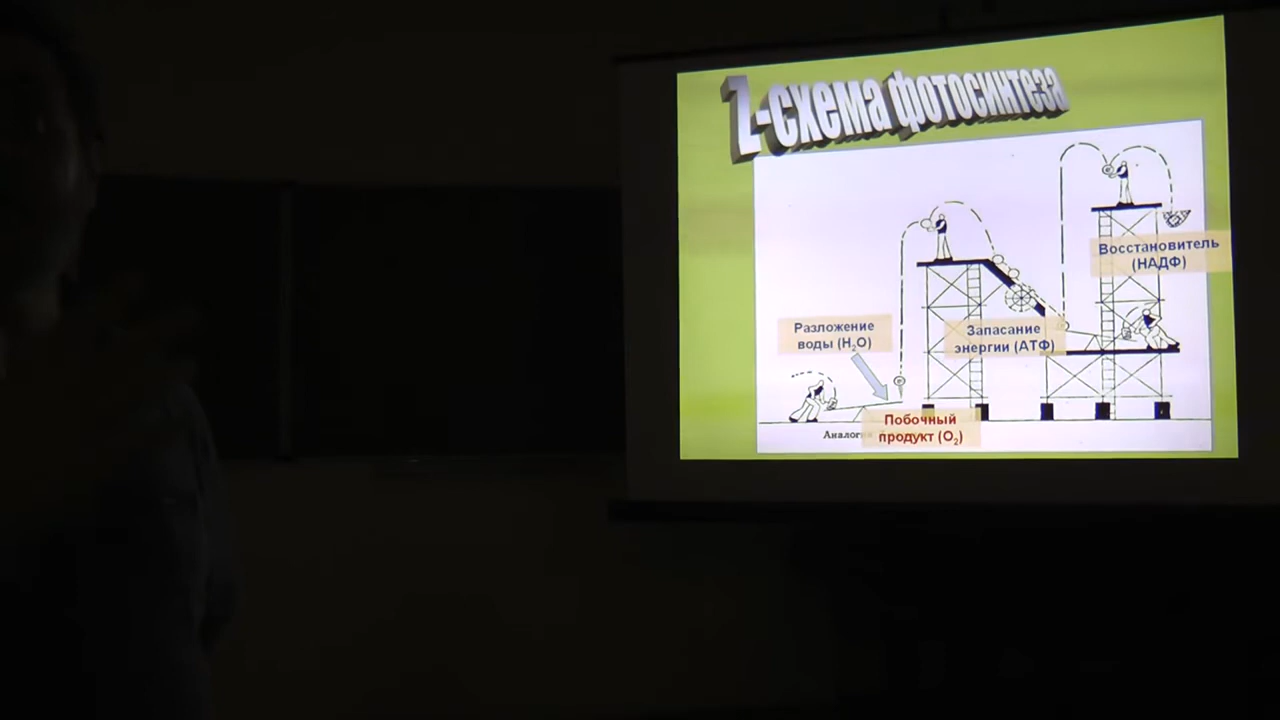 Z-схема фотосинтеза
Восстановитель
(НАДФ)
Разложение
воды (H₂O)
Запасание
энергии (АТФ)
Побочный
продукт (O₂)